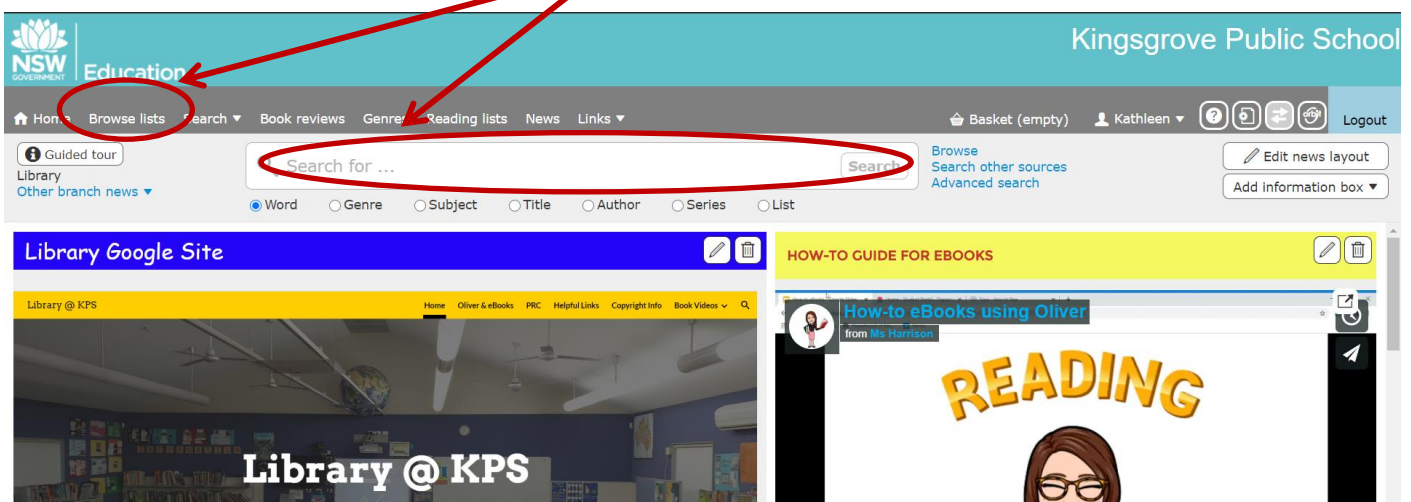 Kingsgrove Public School
NSW
GOVERNMENT
Education
Home Browse lists Search ▼ Book reviews Genres Reading lists News Links ▼ Basket (empty) Kathleen ▼ ? orbit Logout
Guided tour
Library
Other branch news ▼
Search for ... Search
Browse
Search other sources
Advanced search
Edit news layout
Add information box ▼
Word Genre Subject Title Author Series List
Library Google Site
HOW-TO GUIDE FOR EBOOKS
Library @ KPS Home Oliver & eBooks PRC Helpful Links Copyright Info Book Videos
How-to eBooks using Oliver
from Ms Harrison
READING
Library @ KPS